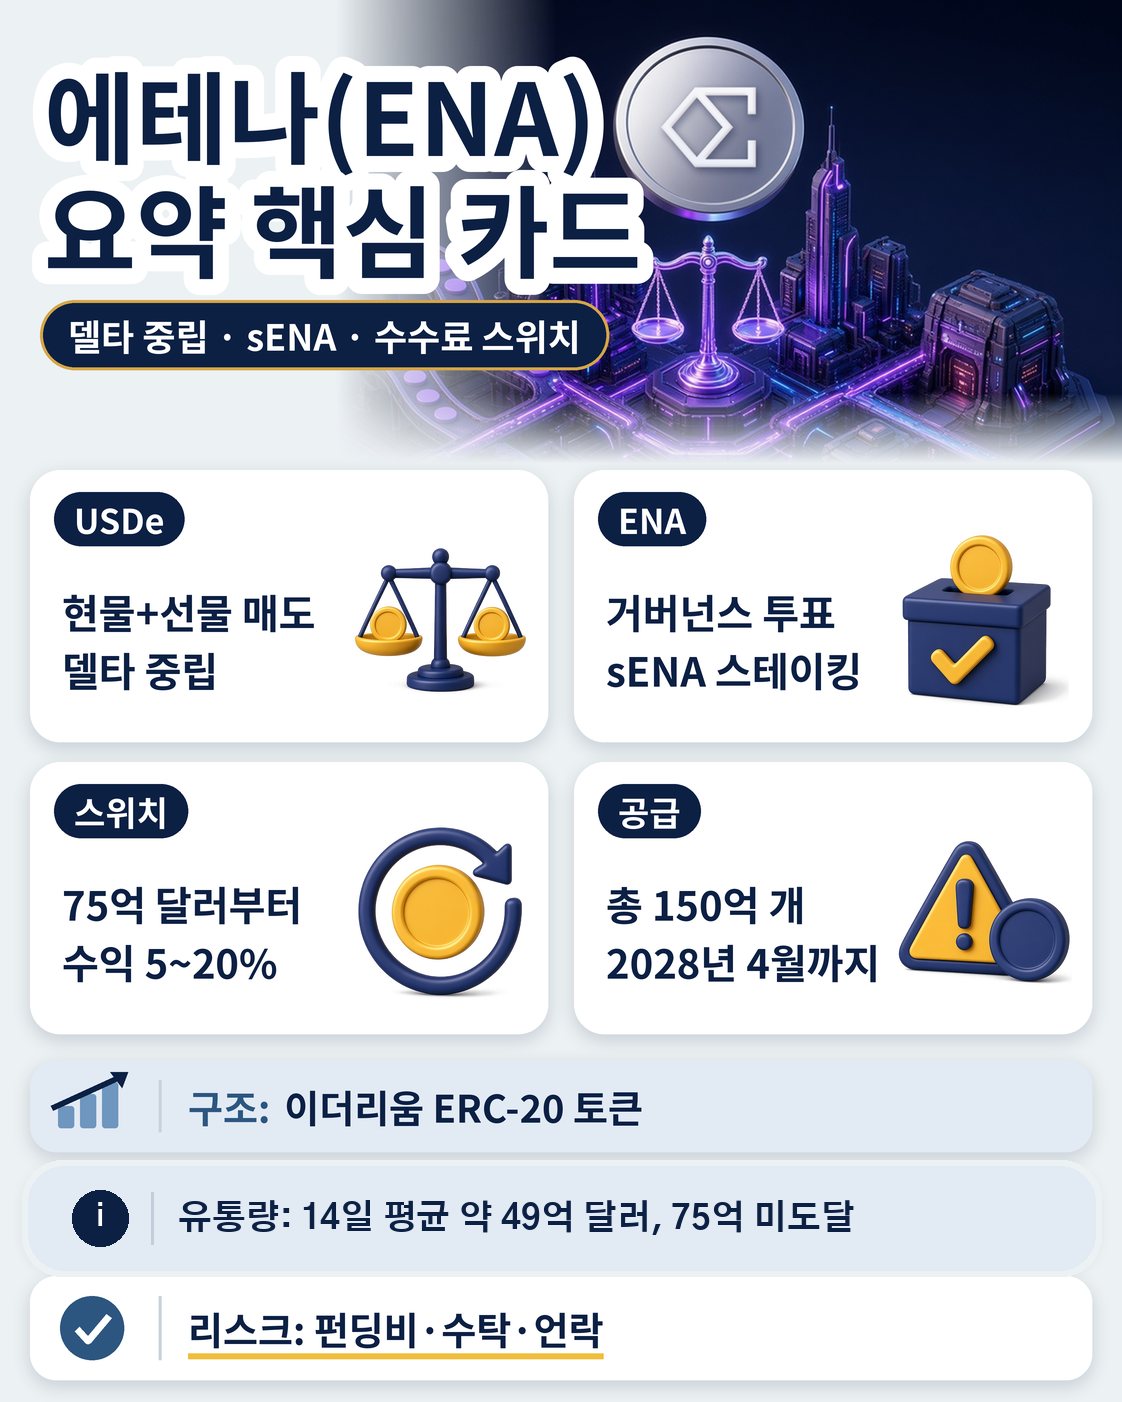 에테나(ENA)
요약 핵심 카드
델타 중립 · sENA · 수수료 스위치
USDe
현물+선물 매도
델타 중립
ENA
거버넌스 투표
sENA 스테이킹
스위치
75억 달러부터
수익 5~20%
공급
총 150억 개
2028년 4월까지
구조: 이더리움 ERC-20 토큰
i
유통량: 14일 평균 약 49억 달러, 75억 미도달
리스크: 펀딩비·수탁·언락